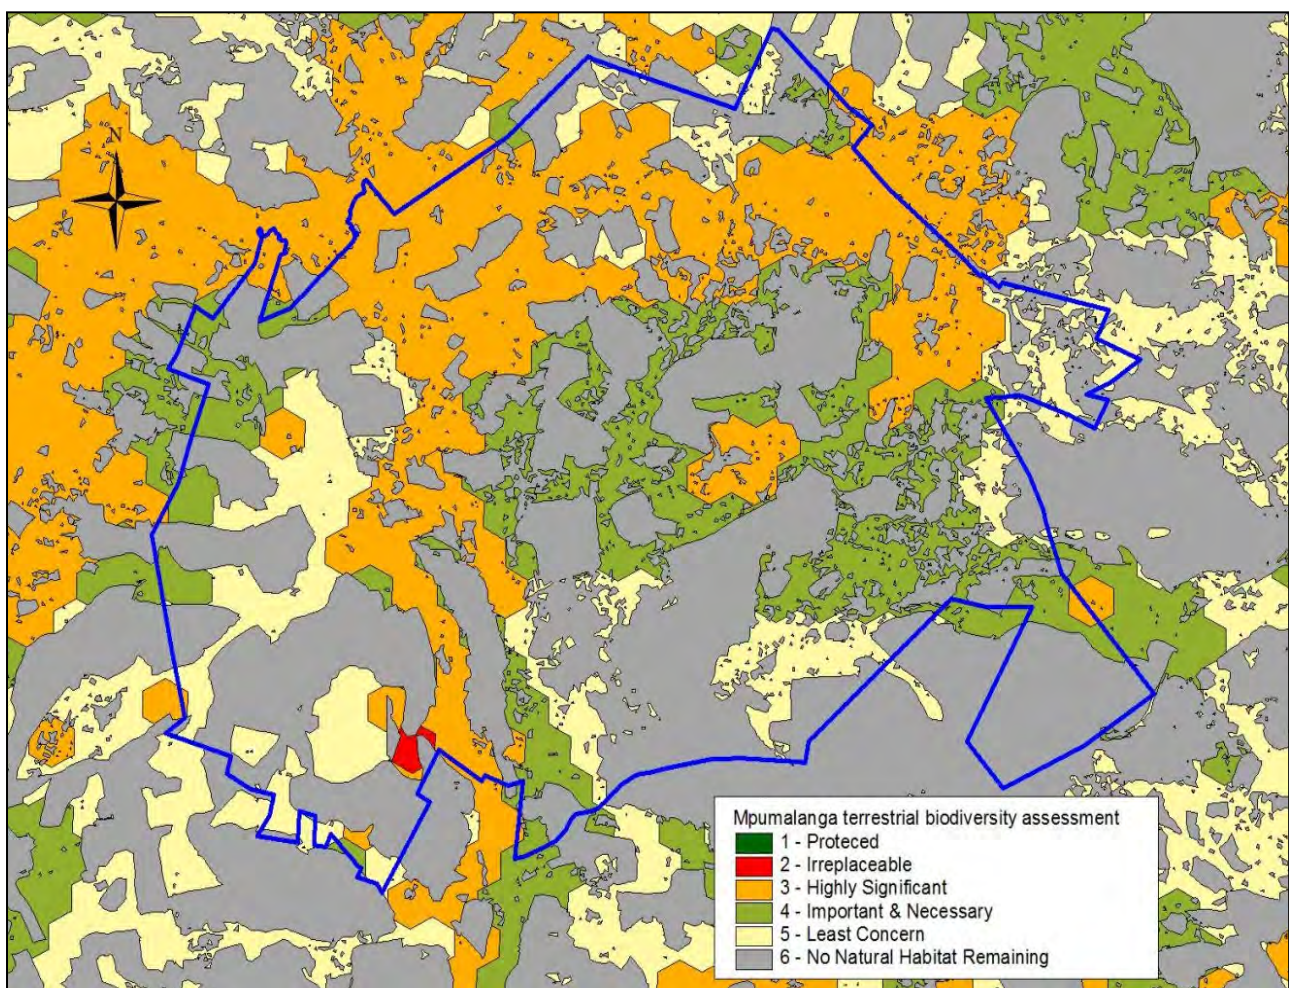 N
Mpumalanga terrestrial biodiversity assessment
1 - Proteced
2 - Irreplaceable
3 - Highly Significant
4 - Important & Necessary
5 - Least Concern
6 - No Natural Habitat Remaining